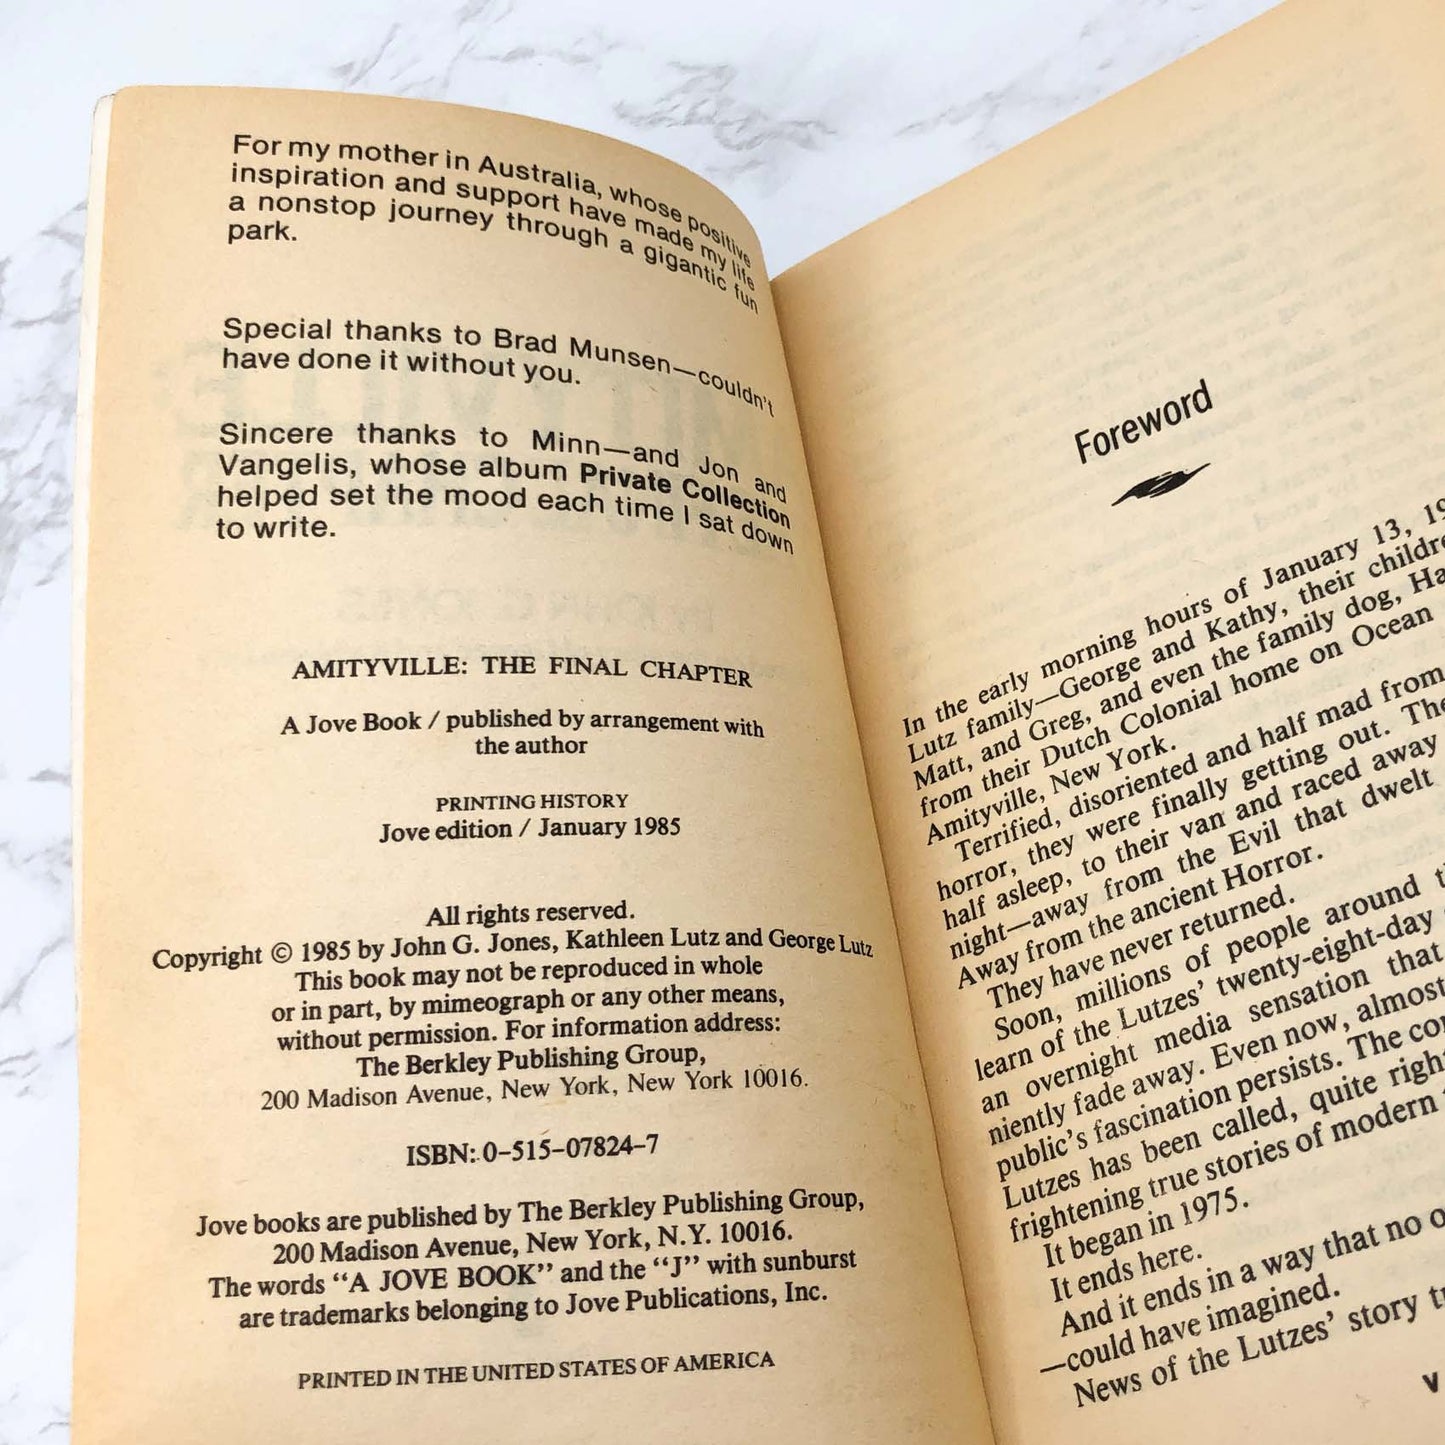 For my mother in Australia, whose positive
inspiration and support have made my life
a nonstop journey through a gigantic fun
park.
Special thanks to Brad Munsen—couldn't
have done it without you.
Sincere thanks to Minn—and Jon and
Vangelis, whose album Private Collection
helped set the mood each time I sat down
to write.
AMITYVILLE: THE FINAL CHAPTER
A Jove Book / published by arrangement with
the author
PRINTING HISTORY
Jove edition / January 1985
All rights reserved.
Copyright © 1985 by John G. Jones, Kathleen Lutz and George Lutz
This book may not be reproduced in whole
or in part, by mimeograph or any other means,
without permission. For information address:
The Berkley Publishing Group,
200 Madison Avenue, New York, New York 10016.
ISBN: 0-515-07824-7
Jove books are published by The Berkley Publishing Group,
200 Madison Avenue, New York, N.Y. 10016.
The words "A JOVE BOOK" and the "J" with sunburst
are trademarks belonging to Jove Publications, Inc.
PRINTED IN THE UNITED STATES OF AMERICA
Foreword
In the early morning hours of January 13, 19
Lutz family—George and Kathy, their childre
Matt, and Greg, and even the family dog, Ha
from their Dutch Colonial home on Ocean
Amityville, New York.
Terrified, disoriented and half mad from
horror, they were finally getting out. The
half asleep, to their van and raced away
night—away from the Evil that dwelt
Away from the ancient Horror.
They have never returned.
Soon, millions of people around th
learn of the Lutzes' twenty-eight-day
an overnight media sensation that
niently fade away. Even now, almost
public's fascination persists. The co
Lutzes has been called, quite righ
frightening true stories of modern
It began in 1975.
It ends here.
And it ends in a way that no o
—could have imagined.
News of the Lutzes' story tu
v